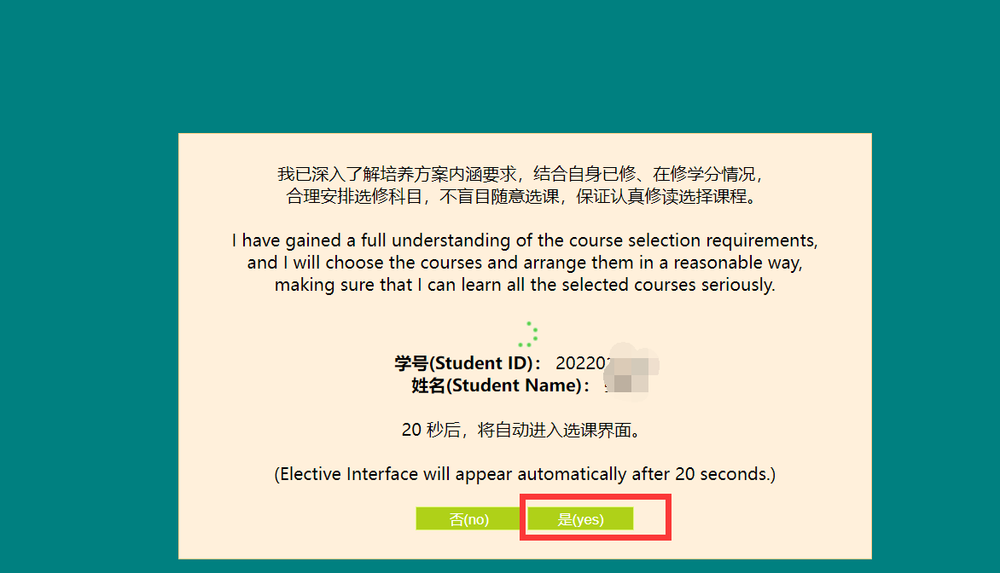 我已深入了解培养方案内涵要求，结合自身已修、在修学分情况，
合理安排选修科目，不盲目随意选课，保证认真修读选择课程。
I have gained a full understanding of the course selection requirements,
and I will choose the courses and arrange them in a reasonable way,
making sure that I can learn all the selected courses seriously.
学号(Student ID)： 20220
姓名(Student Name)：
20 秒后，将自动进入选课界面。
(Elective Interface will appear automatically after 20 seconds.)
否(no) 是(yes)